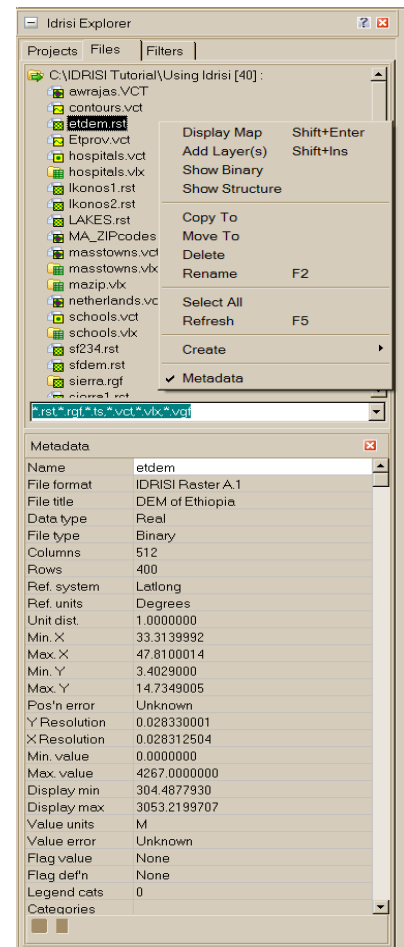 Idrisi Explorer
Projects Files Filters
C:\IDRISI Tutorial\Using Idrisi [40] :
awrajas.VCT
contours.vct
etdem.rst
Etprov.vct
hospitals.vct
hospitals.vlx
Ikonos1.rst
Ikonos2.rst
LAKES.rst
MA_ZIPcodes
masstowns.vct
masstowns.vlx
mazip.vlx
netherlands.vc
schools.vct
schools.vlx
sf234.rst
sfdem.rst
sierra.rgf
sierra1.rst
Display Map Shift+Enter
Add Layer(s) Shift+Ins
Show Binary
Show Structure
Copy To
Move To
Delete
Rename F2
Select All
Refresh F5
Create
Metadata
*.rst,*.rgf,*.ts,*.vct,*.vlx,*.vgf
Metadata
Name etdem
File format IDRISI Raster A.1
File title DEM of Ethiopia
Data type Real
File type Binary
Columns 512
Rows 400
Ref. system Latlong
Ref. units Degrees
Unit dist. 1.0000000
Min. X 33.3139992
Max. X 47.8100014
Min. Y 3.4029000
Max. Y 14.7349005
Pos'n error Unknown
Y Resolution 0.028330001
X Resolution 0.028312504
Min. value 0.0000000
Max. value 4267.0000000
Display min 304.4877930
Display max 3053.2199707
Value units M
Value error Unknown
Flag value None
Flag def'n None
Legend cats 0
Categories